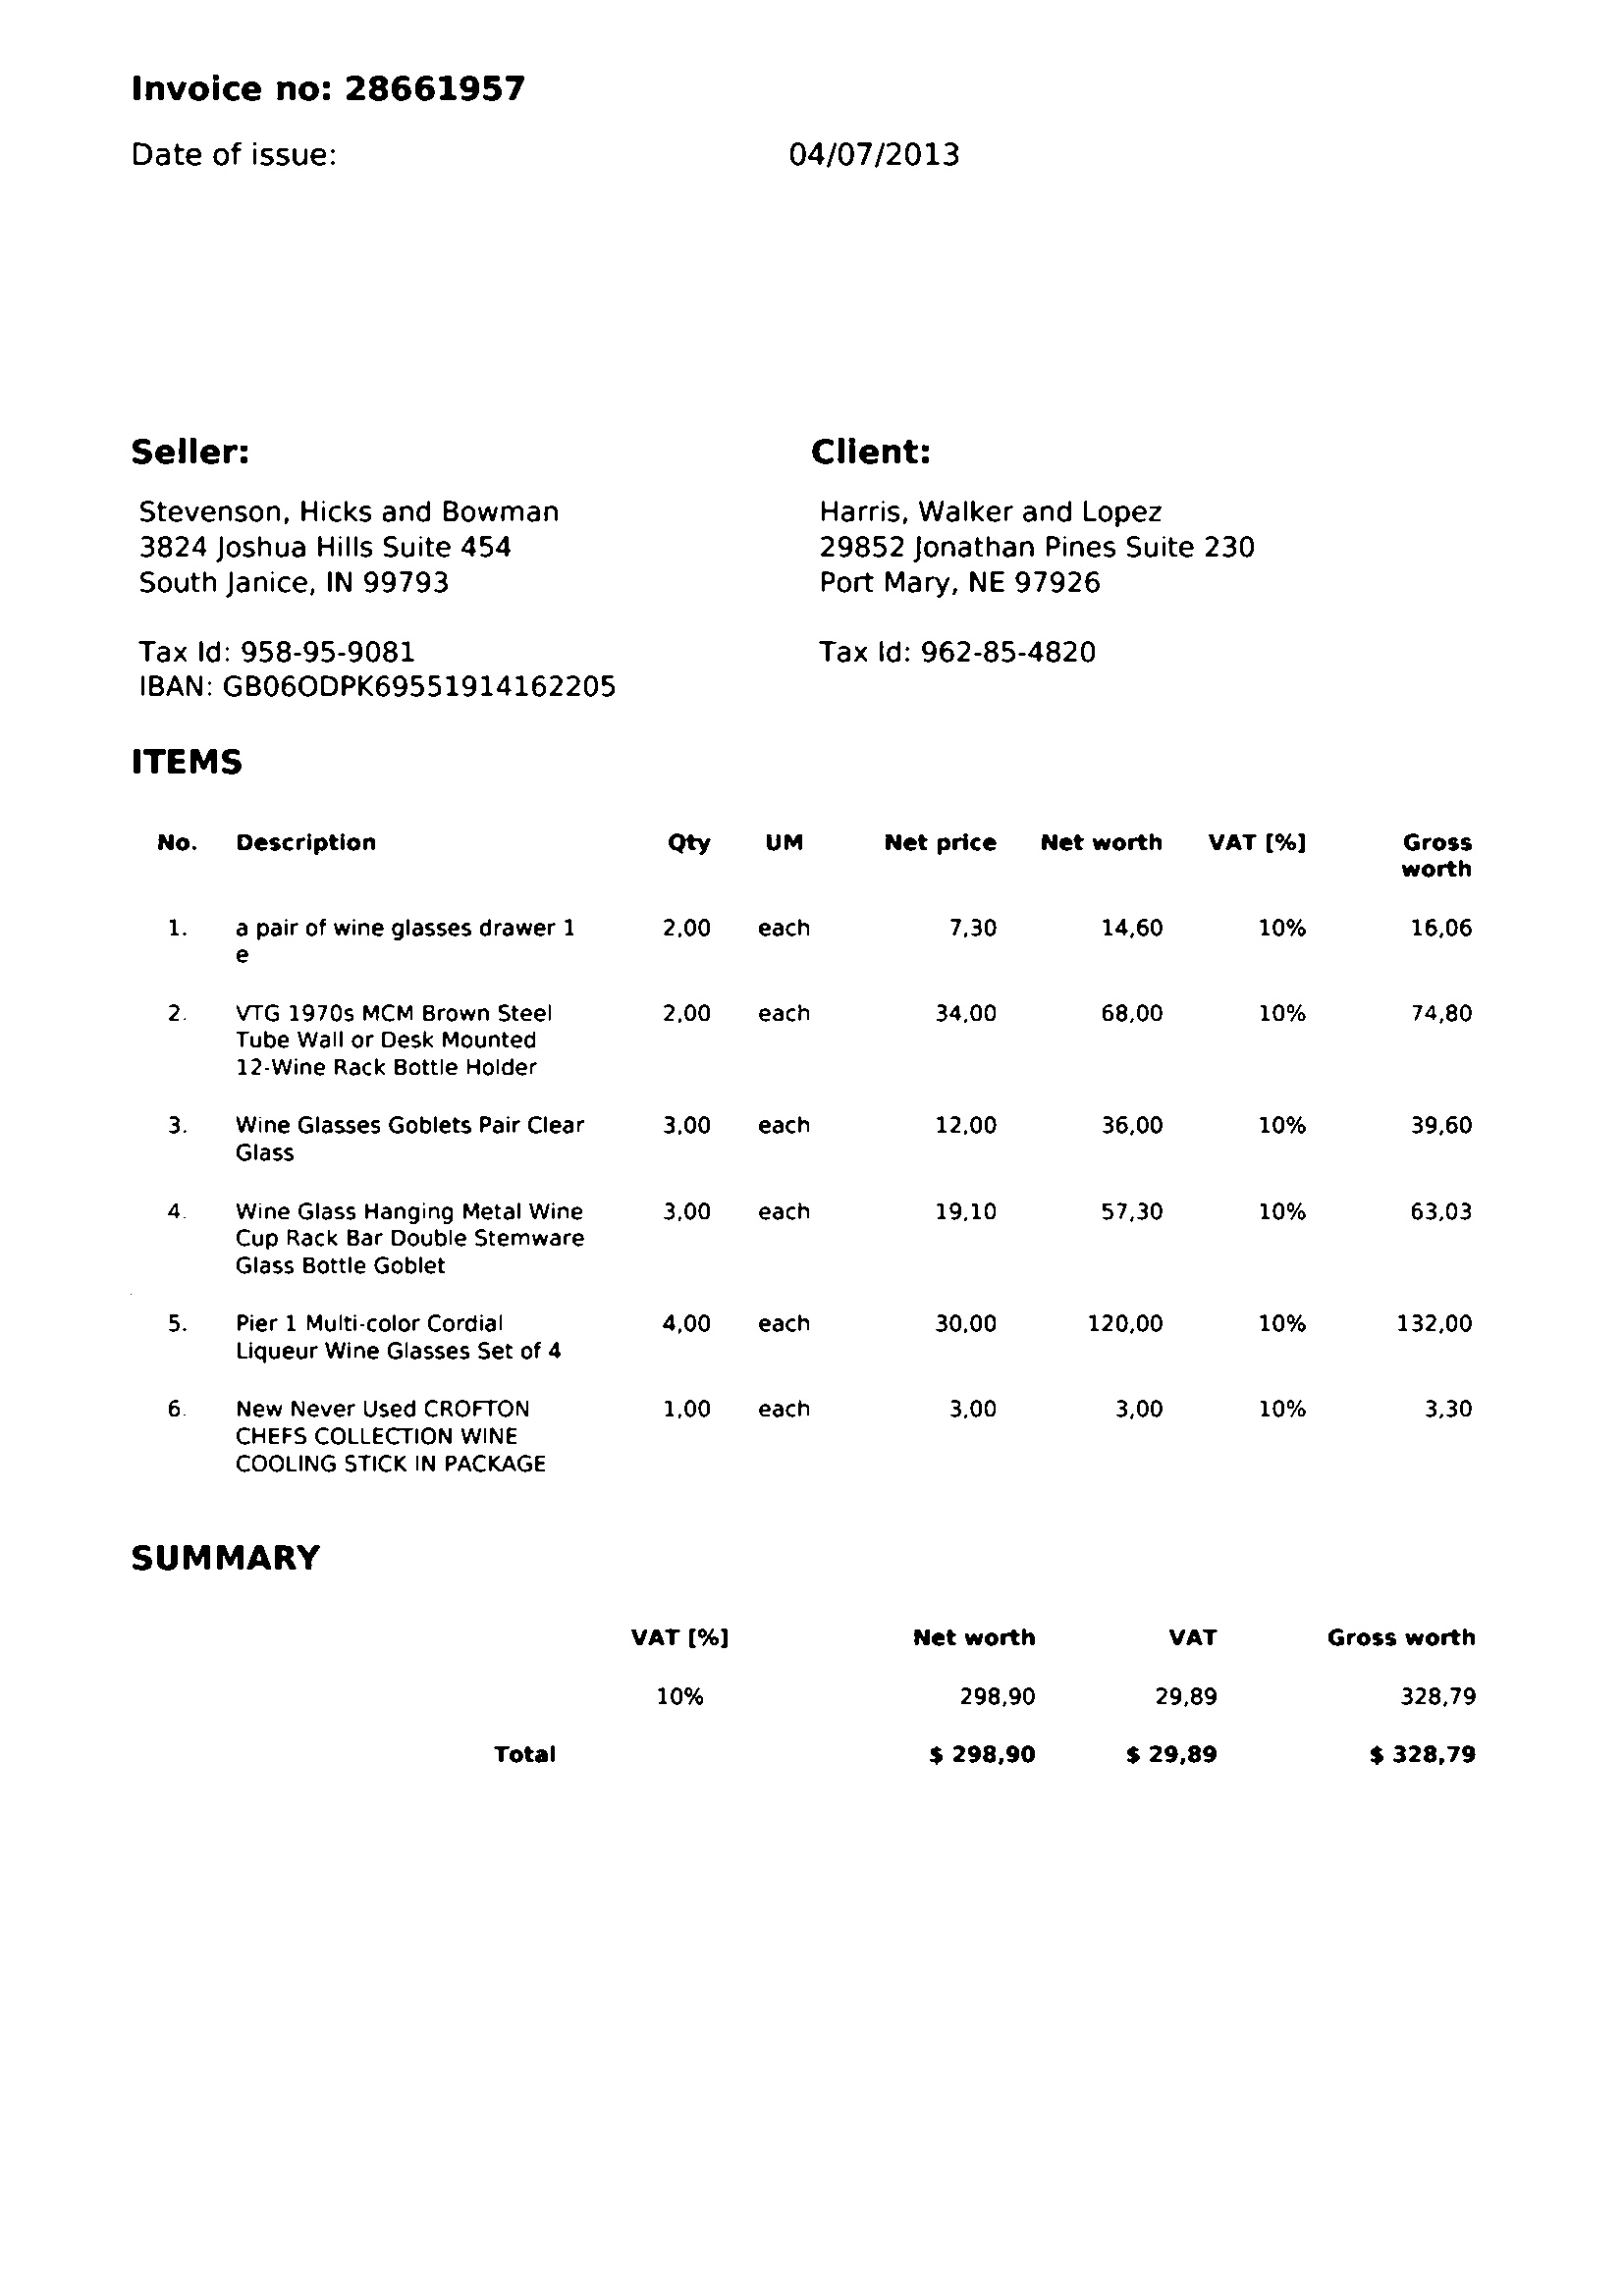 Invoice no: 28661957
Date of issue: 04/07/2013
Seller: Client:
Stevenson, Hicks and Bowman Harris, Walker and Lopez
3824 Joshua Hills Suite 454 29852 Jonathan Pines Suite 230
South Janice, IN 99793 Port Mary, NE 97926
Tax Id: 958-95-9081 Tax Id: 962-85-4820
IBAN: GB06ODPK69551914162205
ITEMS
No. Description Qty UM Net price Net worth VAT [%] Gross
worth
1. a pair of wine glasses drawer 1 2,00 each 7,30 14,60 10% 16,06
e
2. VTG 1970s MCM Brown Steel 2,00 each 34,00 68,00 10% 74,80
Tube Wall or Desk Mounted
12-Wine Rack Bottle Holder
3. Wine Glasses Goblets Pair Clear 3,00 each 12,00 36,00 10% 39,60
Glass
4. Wine Glass Hanging Metal Wine 3,00 each 19,10 57,30 10% 63,03
Cup Rack Bar Double Stemware
Glass Bottle Goblet
5. Pier 1 Multi-color Cordial 4,00 each 30,00 120,00 10% 132,00
Liqueur Wine Glasses Set of 4
6. New Never Used CROFTON 1,00 each 3,00 3,00 10% 3,30
CHEFS COLLECTION WINE
COOLING STICK IN PACKAGE
SUMMARY
VAT [%] Net worth VAT Gross worth
10% 298,90 29,89 328,79
Total $ 298,90 $ 29,89 $ 328,79